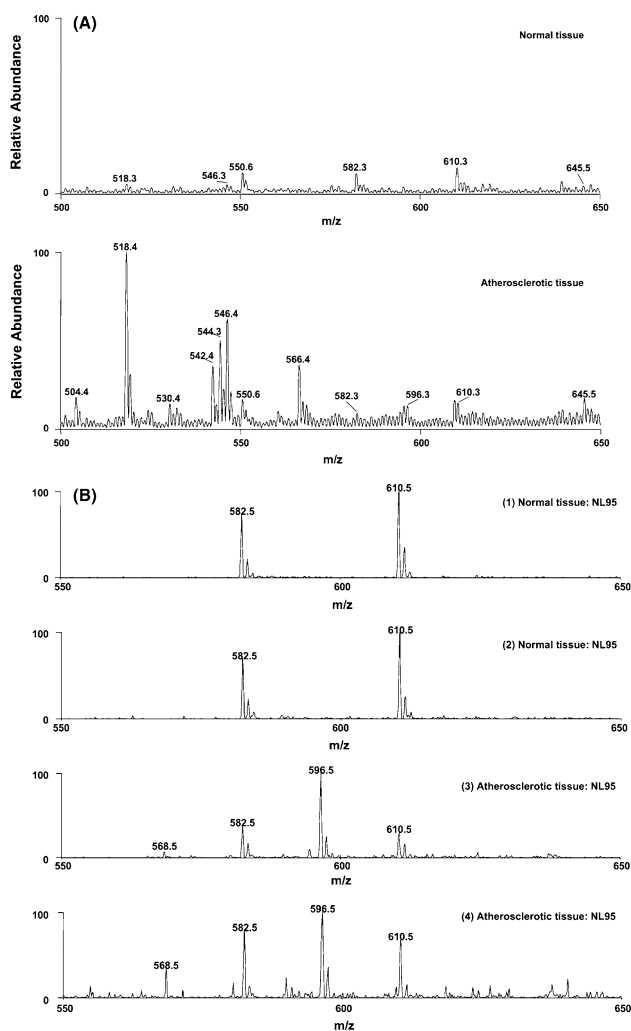 (A)
Relative Abundance
100
0
Normal tissue
518.3
546.3
550.6
582.3
610.3
645.5
500 550 600 650
m/z
Relative Abundance
100
0
Atherosclerotic tissue
504.4
518.4
530.4
542.4
544.3
546.4
550.6
566.4
582.3
596.3
610.3
645.5
500 550 600 650
m/z
(B)
100
0
(1) Normal tissue: NL95
582.5
610.5
550 600 650
m/z
100
0
(2) Normal tissue: NL95
582.5
610.5
550 600 650
m/z
100
0
(3) Atherosclerotic tissue: NL95
568.5
582.5
596.5
610.5
550 600 650
m/z
100
0
(4) Atherosclerotic tissue: NL95
568.5
582.5
596.5
610.5
550 600 650
m/z